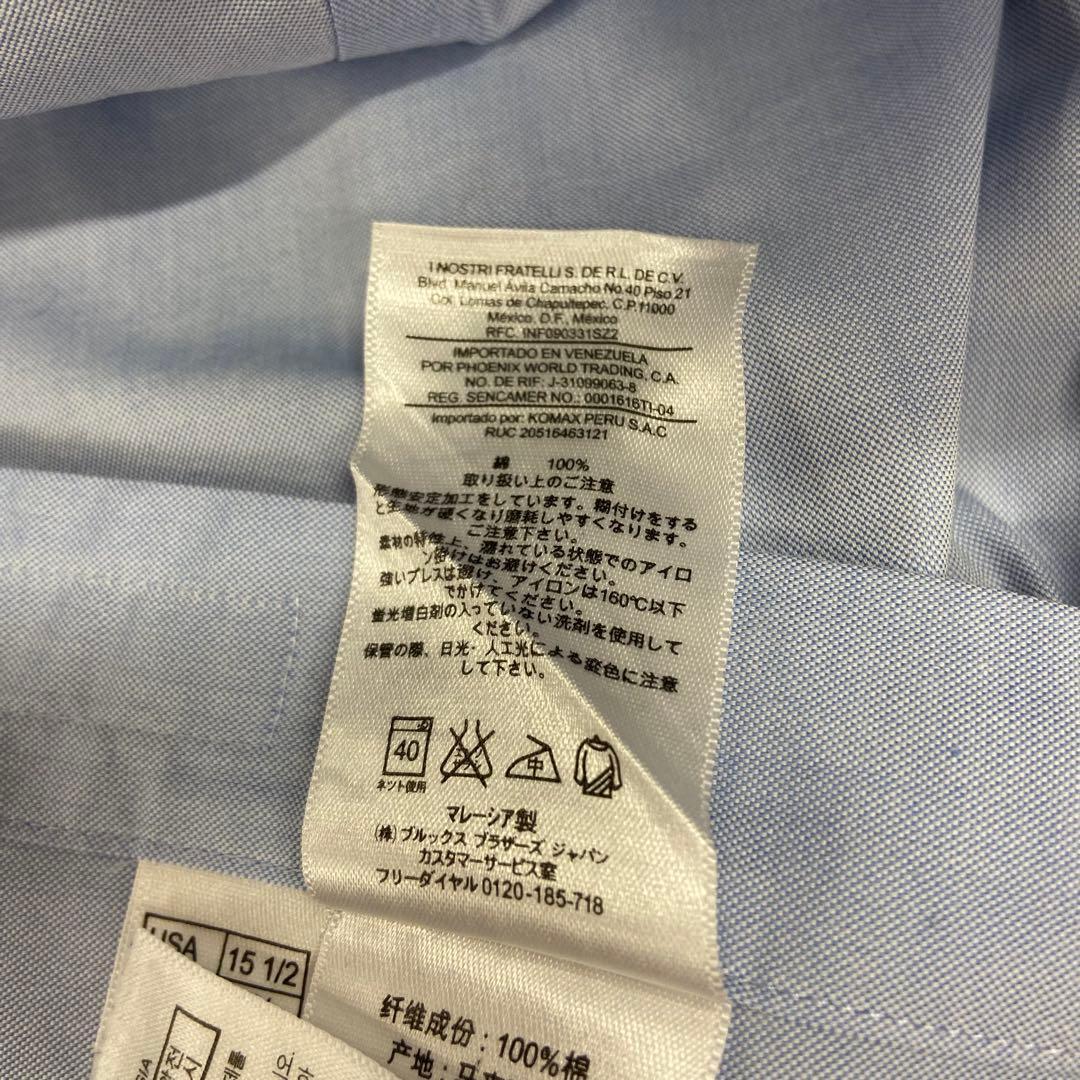 I NOSTRI FRATELLI S. DE R.L. DE C.V.
Blvd. Manuel Ávila Camacho No.40 Piso 21
Col. Lomas de Chapultepec, C.P.11000
México, D.F., México
RFC. INF090331SZ2
IMPORTADO EN VENEZUELA
POR PHOENIX WORLD TRADING, C.A.
NO. DE RIF: J-31099063-8
REG. SENCAMER NO.: 0001616TI-04
Importado por: KOMAX PERU S.A.C
RUC 20516463121
綿 100%
取り扱い上のご注意
形態安定加工をしています。糊付けをする
と生地が硬くなり磨耗しやすくなります。
ご注意下さい。
素材の特性上、濡れている状態でのアイロ
ン掛けはお避けください。
強いプレスは避け、アイロンは160℃以下
でかけてください。
蛍光増白剤の入っていない洗剤を使用して
ください。
保管の際、日光・人工光による変色に注意
して下さい。
40
中
ネット使用
マレーシア製
(株)ブルックス ブラザーズ ジャパン
カスタマーサービス室
フリーダイヤル 0120-185-718
USA 15 1/2
纤维成份：100%棉
产地：